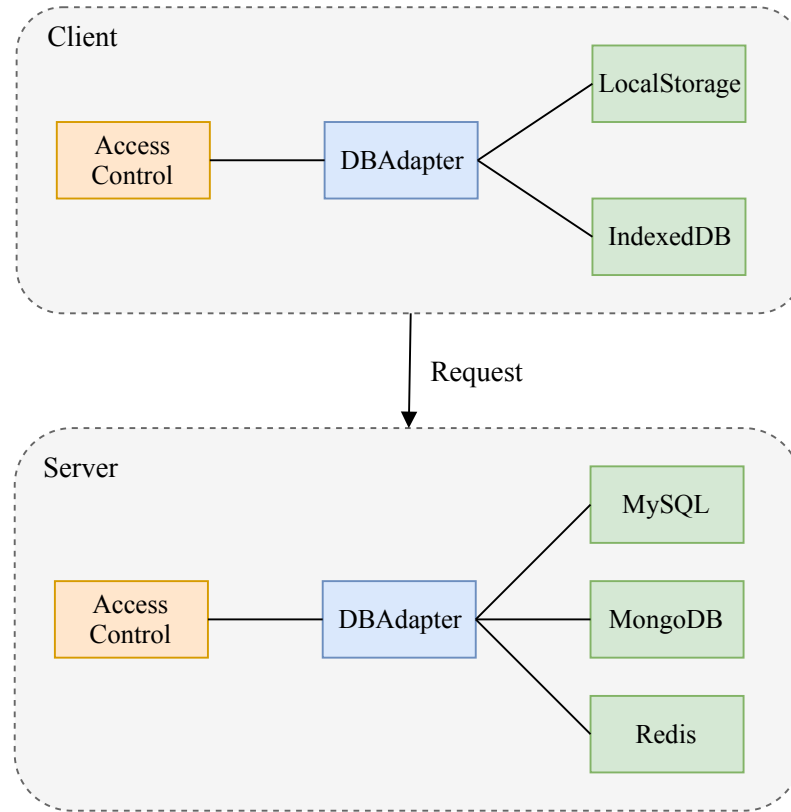 Client
Access
Control
DBAdapter
LocalStorage
IndexedDB
Request
Server
Access
Control
DBAdapter
MySQL
MongoDB
Redis